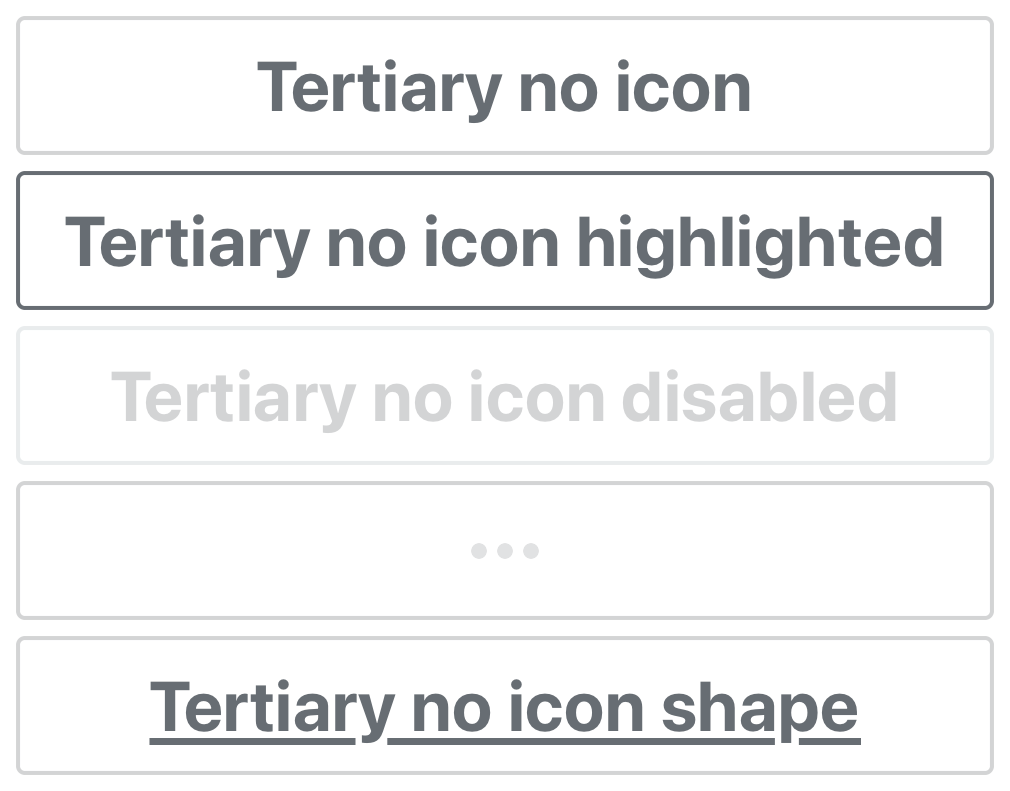 Tertiary no icon
Tertiary no icon highlighted
Tertiary no icon disabled
Tertiary no icon shape